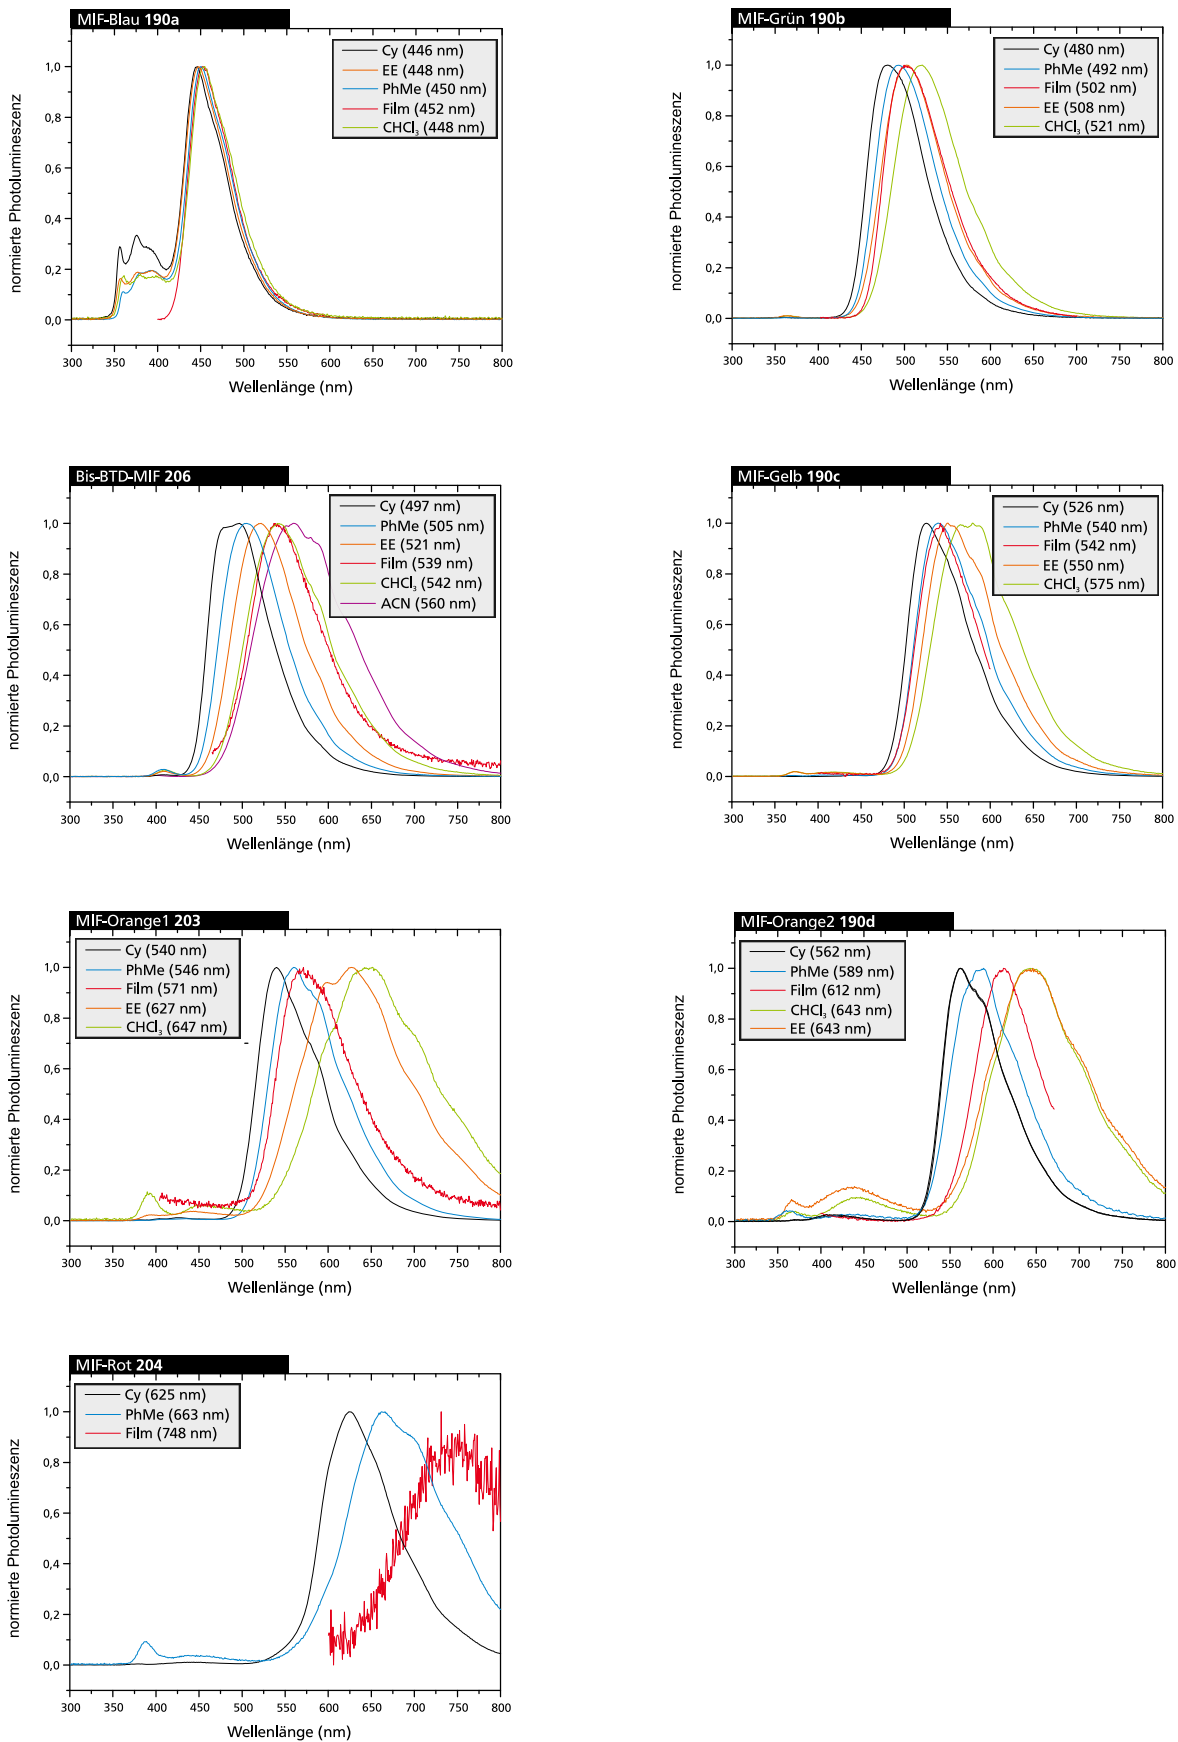 MIF-Blau 190a
Cy (446 nm)
EE (448 nm)
PhMe (450 nm)
Film (452 nm)
CHCl₃ (448 nm)
normierte Photolumineszenz
1,0
0,8
0,6
0,4
0,2
0,0
300 350 400 450 500 550 600 650 700 750 800
Wellenlänge (nm)
MIF-Grün 190b
Cy (480 nm)
PhMe (492 nm)
Film (502 nm)
EE (508 nm)
CHCl₃ (521 nm)
normierte Photolumineszenz
1,0
0,8
0,6
0,4
0,2
0,0
300 350 400 450 500 550 600 650 700 750 800
Wellenlänge (nm)
Bis-BTD-MIF 206
Cy (497 nm)
PhMe (505 nm)
EE (521 nm)
Film (539 nm)
CHCl₃ (542 nm)
ACN (560 nm)
normierte Photolumineszenz
1,0
0,8
0,6
0,4
0,2
0,0
300 350 400 450 500 550 600 650 700 750 800
Wellenlänge (nm)
MIF-Gelb 190c
Cy (526 nm)
PhMe (540 nm)
Film (542 nm)
EE (550 nm)
CHCl₃ (575 nm)
normierte Photolumineszenz
1,0
0,8
0,6
0,4
0,2
0,0
300 350 400 450 500 550 600 650 700 750 800
Wellenlänge (nm)
MIF-Orange1 203
Cy (540 nm)
PhMe (546 nm)
Film (571 nm)
EE (627 nm)
CHCl₃ (647 nm)
normierte Photolumineszenz
1,0
0,8
0,6
0,4
0,2
0,0
300 350 400 450 500 550 600 650 700 750 800
Wellenlänge (nm)
MIF-Orange2 190d
Cy (562 nm)
PhMe (589 nm)
Film (612 nm)
CHCl₃ (643 nm)
EE (643 nm)
normierte Photolumineszenz
1,0
0,8
0,6
0,4
0,2
0,0
300 350 400 450 500 550 600 650 700 750 800
Wellenlänge (nm)
MIF-Rot 204
Cy (625 nm)
PhMe (663 nm)
Film (748 nm)
normierte Photolumineszenz
1,0
0,8
0,6
0,4
0,2
0,0
300 350 400 450 500 550 600 650 700 750 800
Wellenlänge (nm)